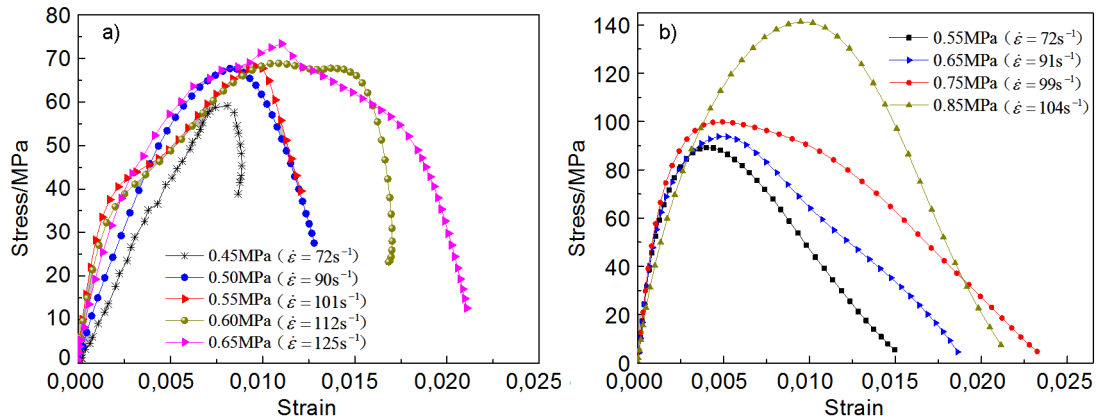 a)
Stress/MPa
80
70
60
50
40
30
20
10
0
0.45MPa (ε̇ = 72s⁻¹)
0.50MPa (ε̇ = 90s⁻¹)
0.55MPa (ε̇ = 101s⁻¹)
0.60MPa (ε̇ = 112s⁻¹)
0.65MPa (ε̇ = 125s⁻¹)
0,000 0,005 0,010 0,015 0,020 0,025
Strain
b)
Stress/MPa
140
120
100
80
60
40
20
0
0.55MPa (ε̇ = 72s⁻¹)
0.65MPa (ε̇ = 91s⁻¹)
0.75MPa (ε̇ = 99s⁻¹)
0.85MPa (ε̇ = 104s⁻¹)
0,000 0,005 0,010 0,015 0,020 0,025
Strain